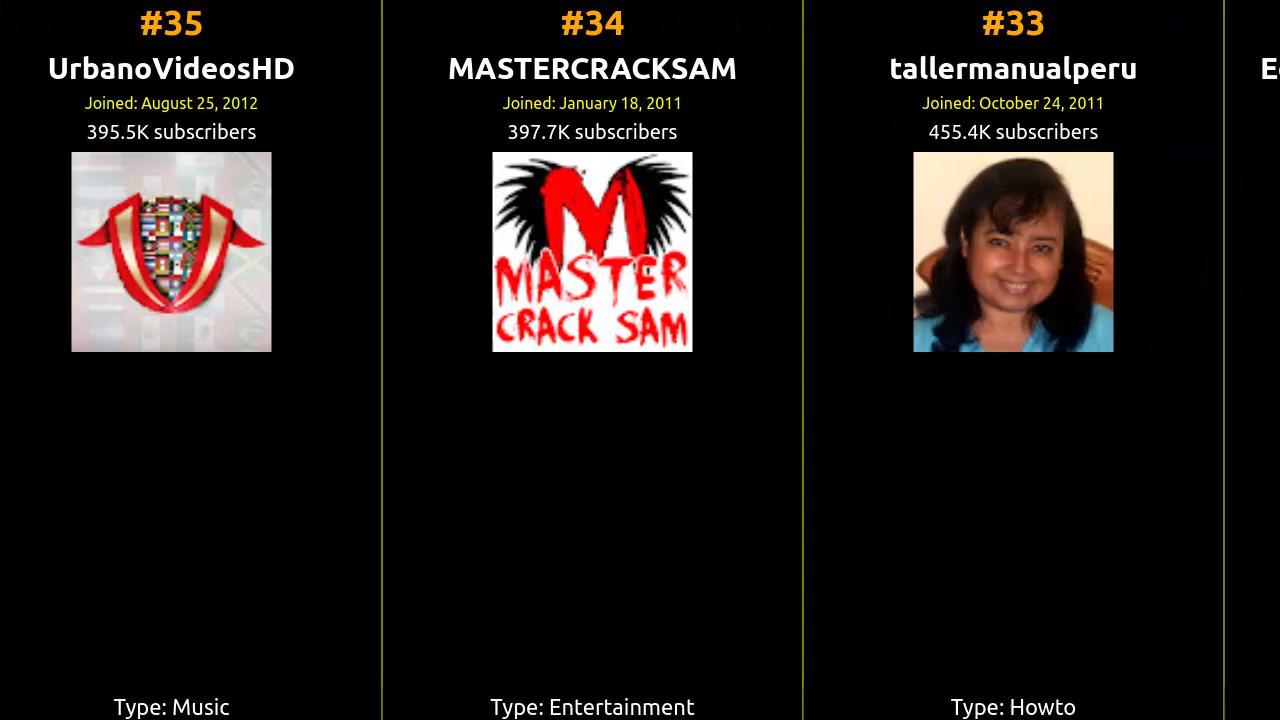 #35
UrbanoVideosHD
Joined: August 25, 2012
395.5K subscribers
Type: Music
#34
MASTERCRACKSAM
Joined: January 18, 2011
397.7K subscribers
M
MASTER
CRACK SAM
Type: Entertainment
#33
tallermanualperu
Joined: October 24, 2011
455.4K subscribers
Type: Howto